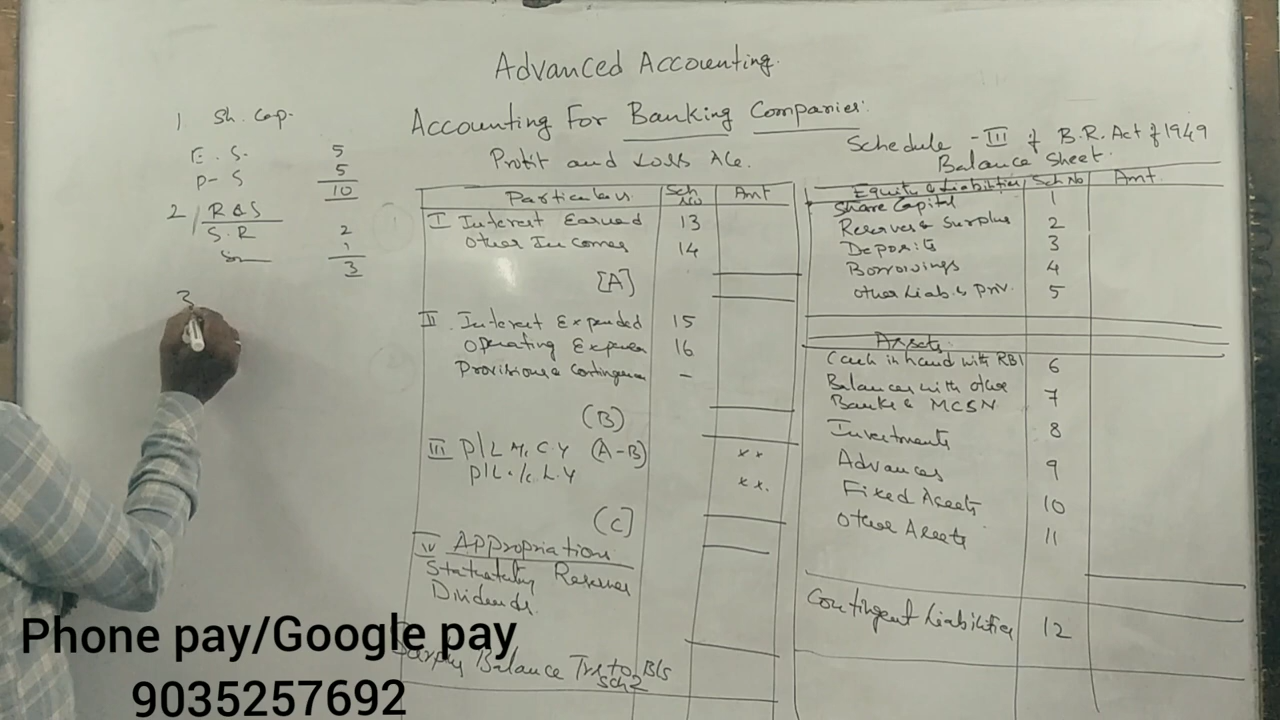 Advanced Accounting.
Accounting For Banking Companies:
Schedule - III of B.R. Act of 1949
Profit and Loss A/c.
Balance Sheet.
1 Sh. Cap.
E. S. 5
P- S 5
10
2 R & S
S. R 2
1
3
3
Particulars Sch No Amt
I Interest Earned 13
Other Incomes 14
[A]
II. Interest Expended 15
Operating Expenses 16
Provisions & Contingencies -
(B)
III P/L C.Y (A-B) xx
P/L L.Y xx.
(C)
IV Appropriations
Statutatory Reserves
Dividends.
Balance Trs to B/s
Sch 2
Equity & Liabilities Sch No Amt
Share Capital 1
Reserves & Surplus 2
Deposits 3
Borrowings 4
Other Liab & Prov. 5
Assets
Cash in hand with RBI 6
Balances with other
Banks & MCSN 7
Investments 8
Advances 9
Fixed Assets 10
Other Assets 11
Contingent Liabilities 12
Phone pay/Google pay
9035257692